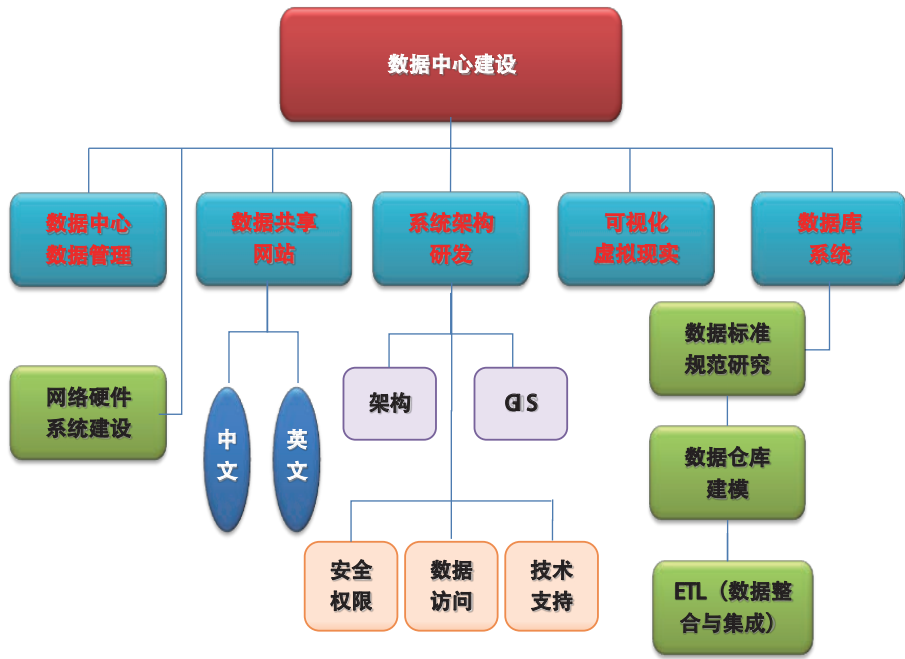 数据中心建设
数据中心
数据管理
数据共享
网站
系统架构
研发
可视化
虚拟现实
数据库
系统
网络硬件
系统建设
中
文
英
文
架构
GIS
数据标准
规范研究
数据仓库
建模
安全
权限
数据
访问
技术
支持
ETL（数据整
合与集成）